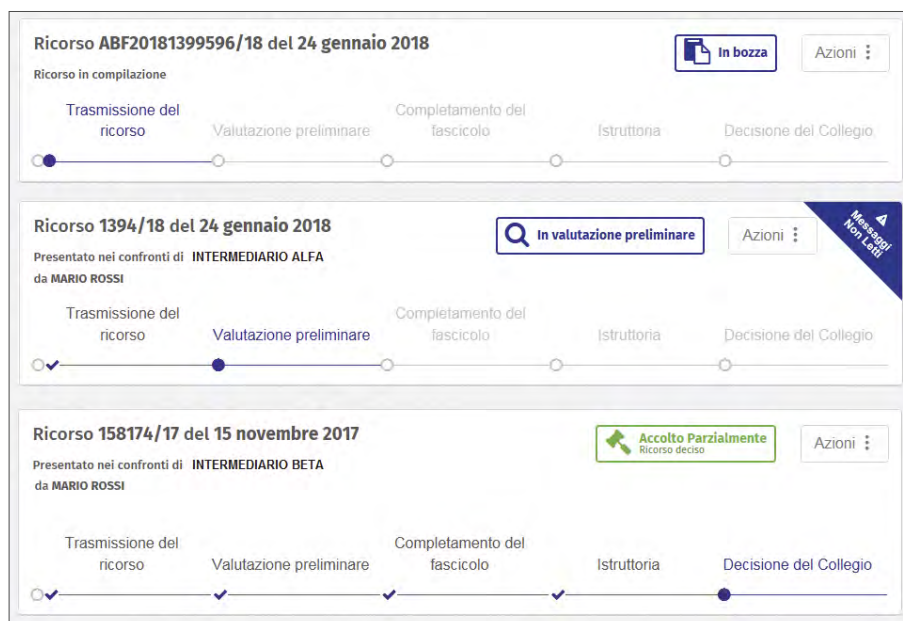 Ricorso ABF20181399596/18 del 24 gennaio 2018
In bozza
Azioni
Ricorso in compilazione
Trasmissione del
ricorso
Valutazione preliminare
Completamento del
fascicolo
Istruttoria
Decisione del Collegio
Ricorso 1394/18 del 24 gennaio 2018
In valutazione preliminare
Azioni
Messaggi
Non Letti
Presentato nei confronti di INTERMEDIARIO ALFA
da MARIO ROSSI
Trasmissione del
ricorso
Valutazione preliminare
Completamento del
fascicolo
Istruttoria
Decisione del Collegio
Ricorso 158174/17 del 15 novembre 2017
Accolto Parzialmente
Ricorso deciso
Azioni
Presentato nei confronti di INTERMEDIARIO BETA
da MARIO ROSSI
Trasmissione del
ricorso
Valutazione preliminare
Completamento del
fascicolo
Istruttoria
Decisione del Collegio